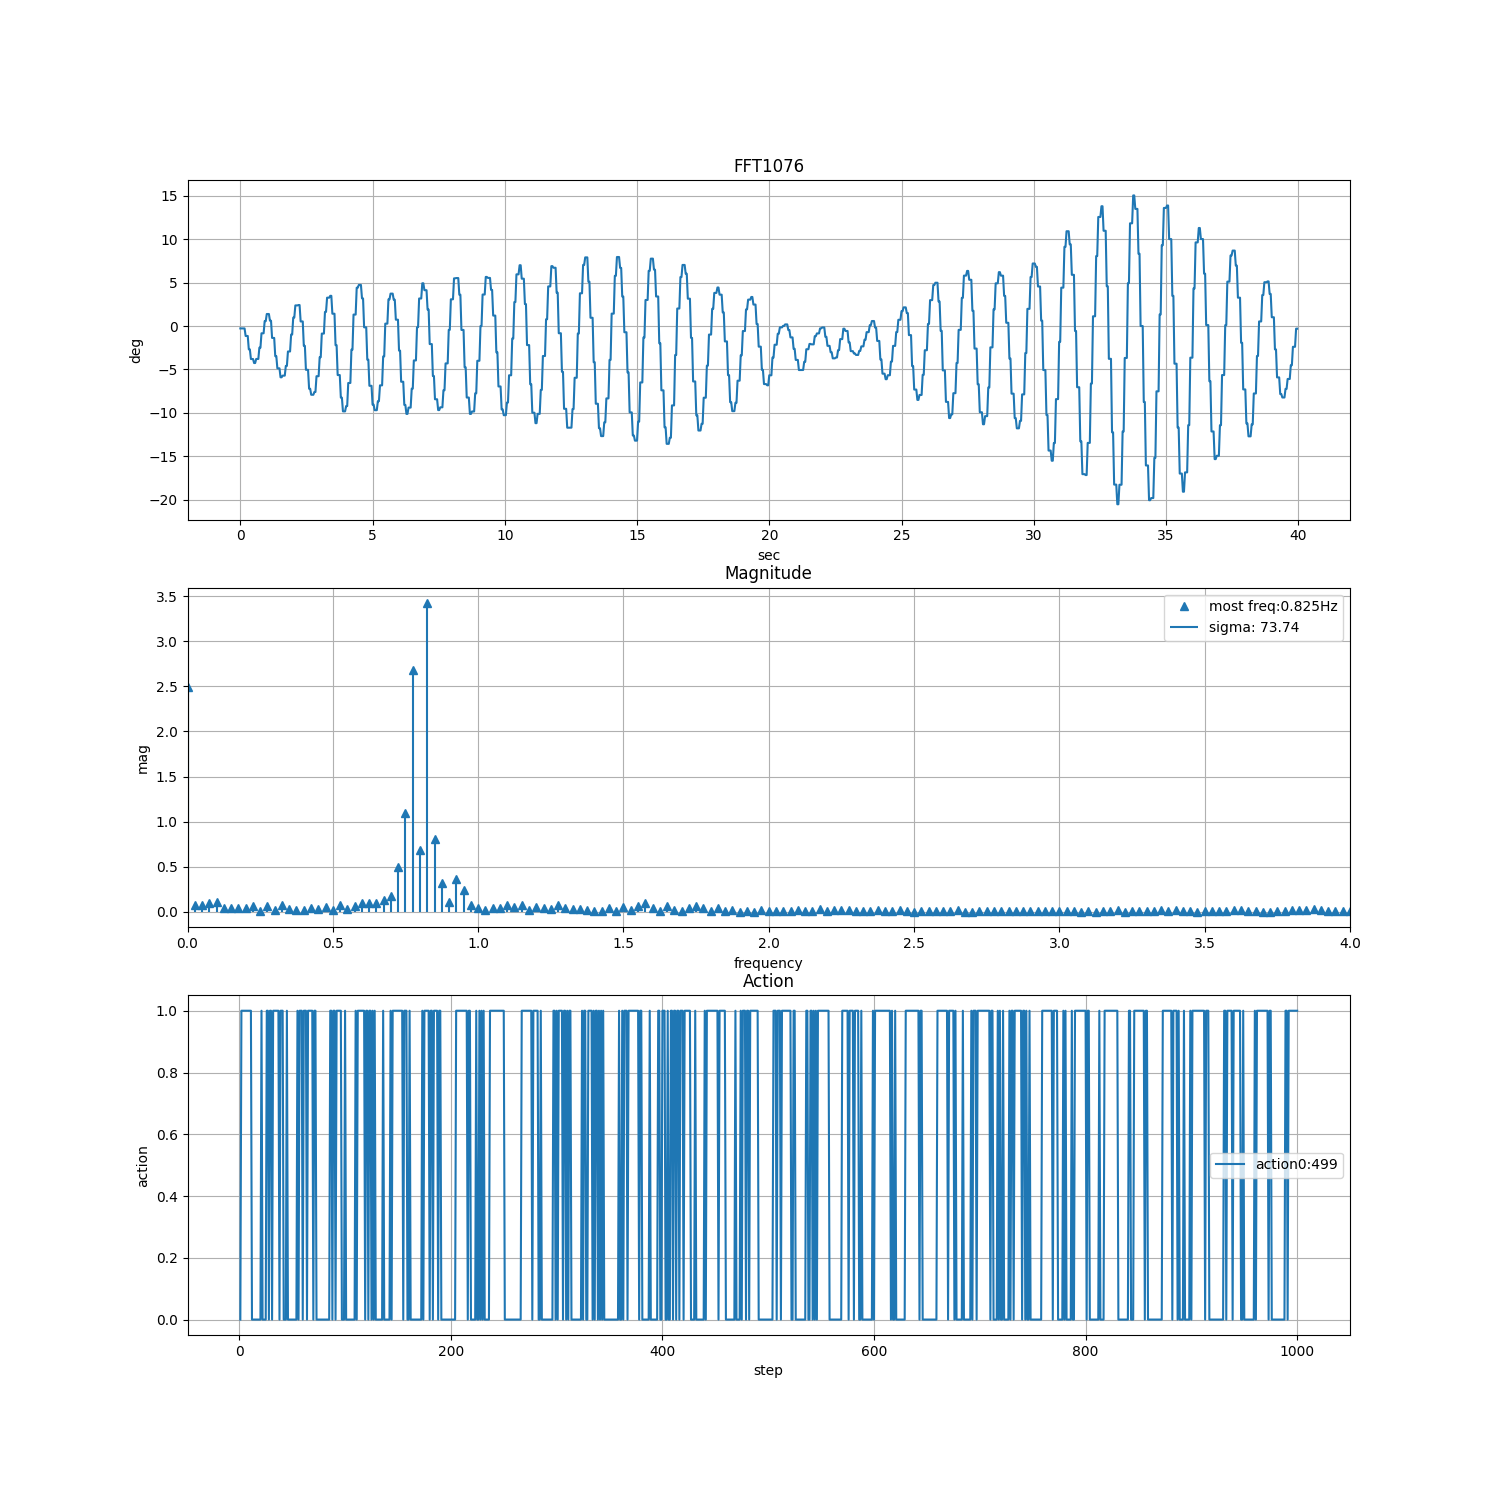 FFT1076
15
10
5
0
−5
−10
−15
−20
deg
0 5 10 15 20 25 30 35 40
sec
Magnitude
3.5
3.0
2.5
2.0
1.5
1.0
0.5
0.0
mag
most freq:0.825Hz
sigma: 73.74
0.0 0.5 1.0 1.5 2.0 2.5 3.0 3.5 4.0
frequency
Action
1.0
0.8
0.6
0.4
0.2
0.0
action
action0:499
0 200 400 600 800 1000
step